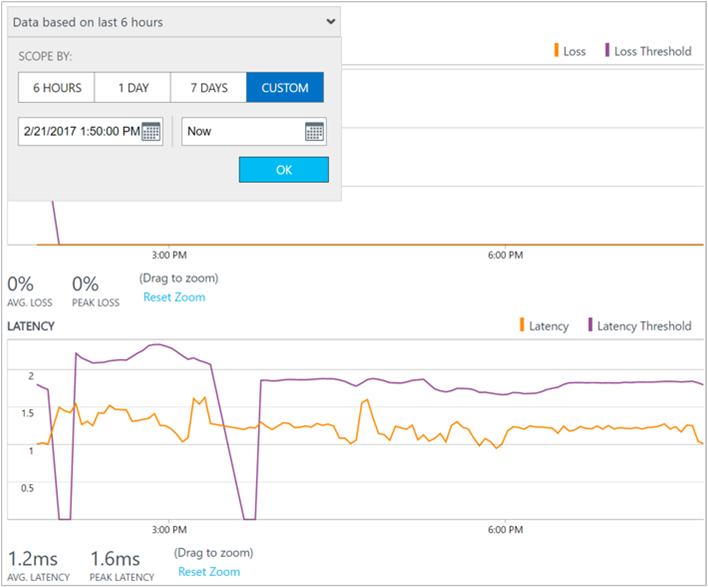 Data based on last 6 hours
SCOPE BY:
6 HOURS 1 DAY 7 DAYS CUSTOM
2/21/2017 1:50:00 PM Now
OK
Loss Loss Threshold
3:00 PM 6:00 PM
0% 0% (Drag to zoom)
AVG. LOSS PEAK LOSS Reset Zoom
LATENCY Latency Latency Threshold
2
1.5
1
0.5
3:00 PM 6:00 PM
1.2ms 1.6ms (Drag to zoom)
AVG. LATENCY PEAK LATENCY Reset Zoom